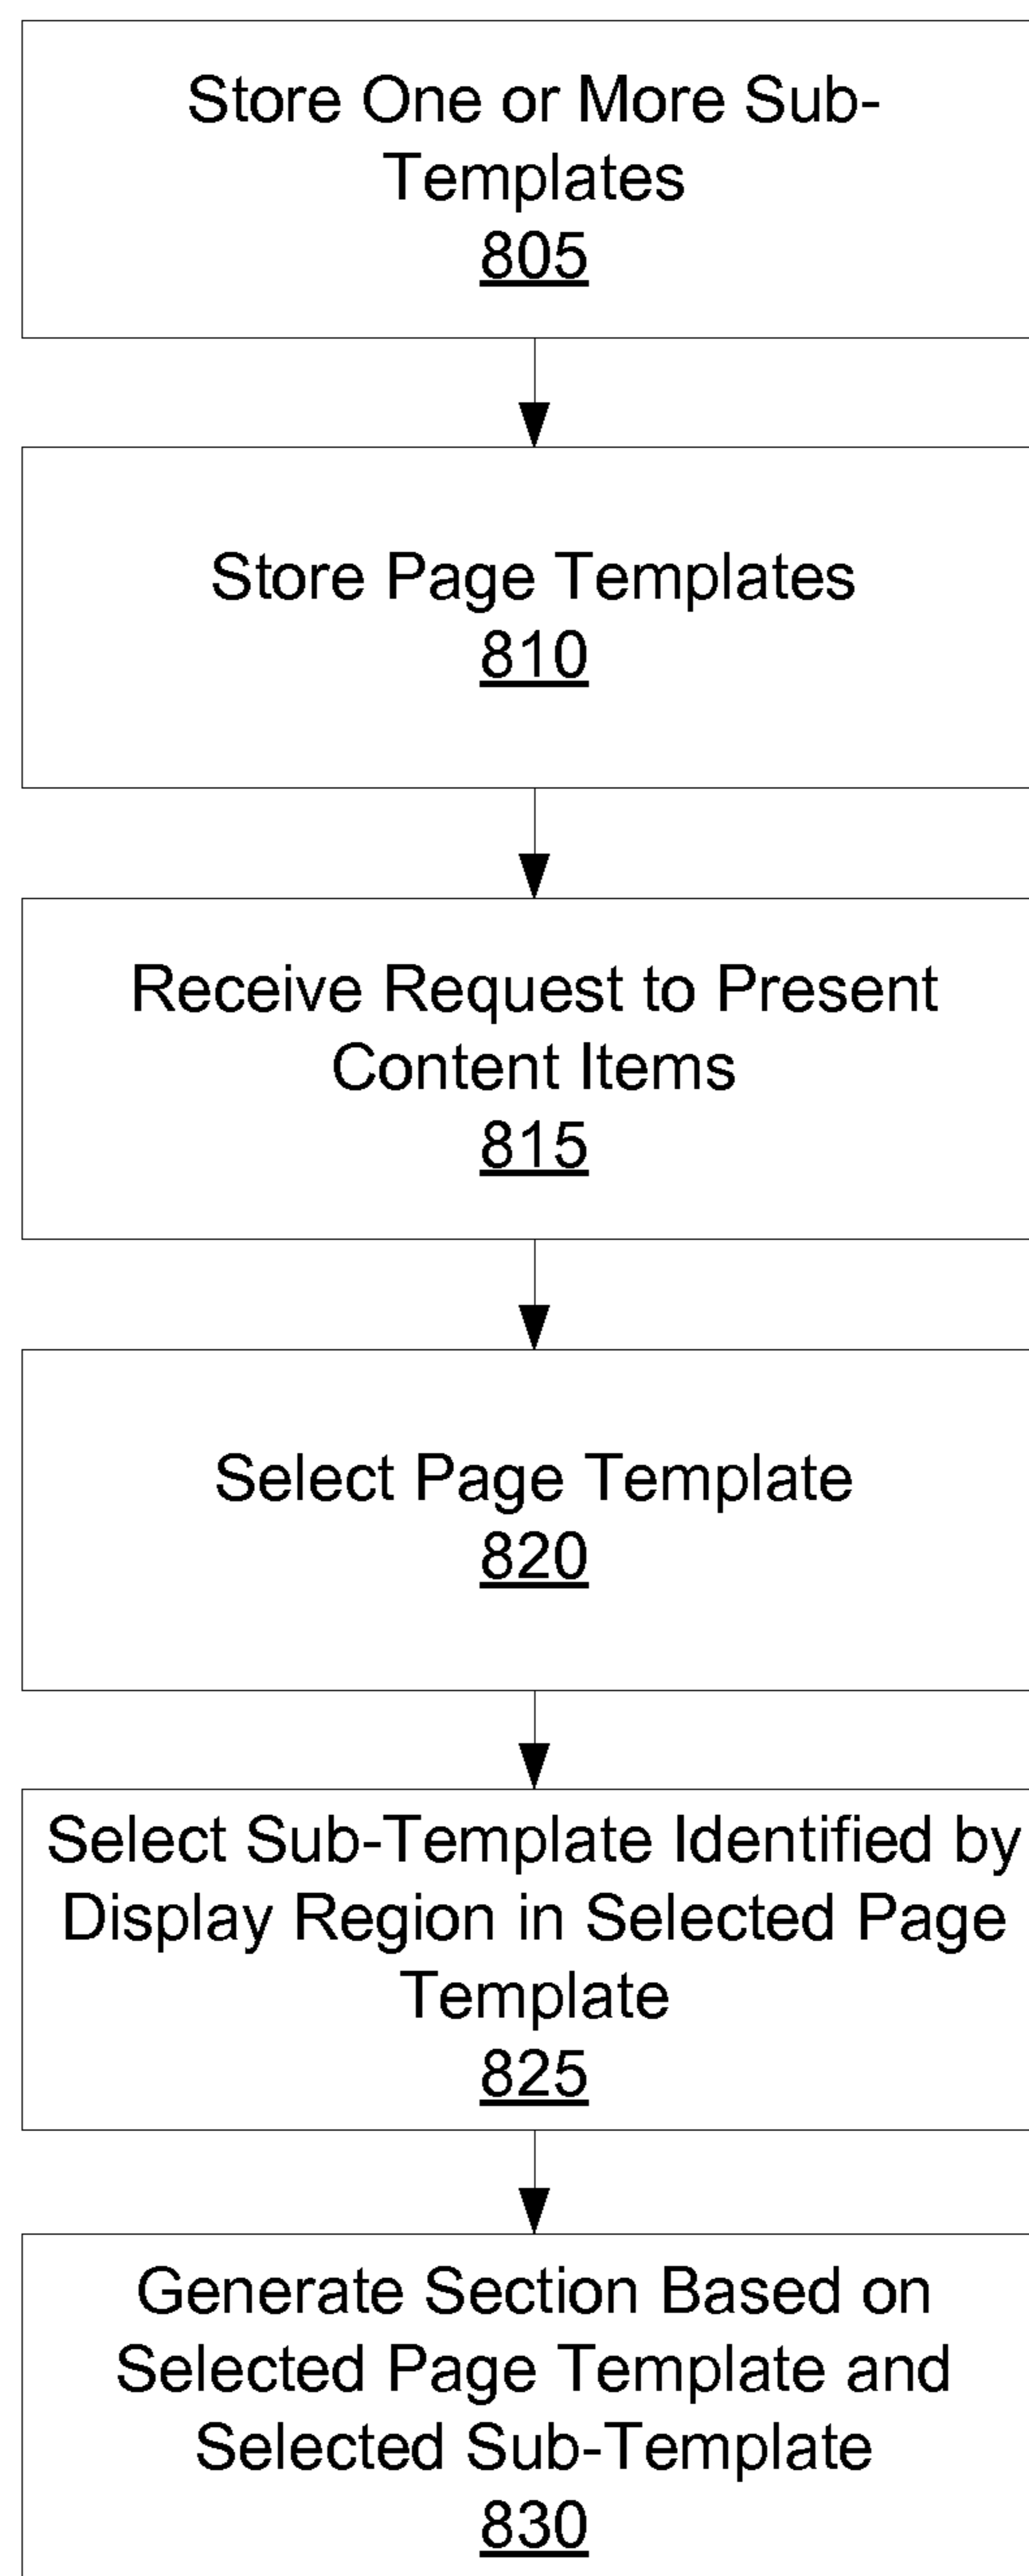 Store One or More Sub-
Templates
805
Store Page Templates
810
Receive Request to Present
Content Items
815
Select Page Template
820
Select Sub-Template Identified by
Display Region in Selected Page
Template
825
Generate Section Based on
Selected Page Template and
Selected Sub-Template
830